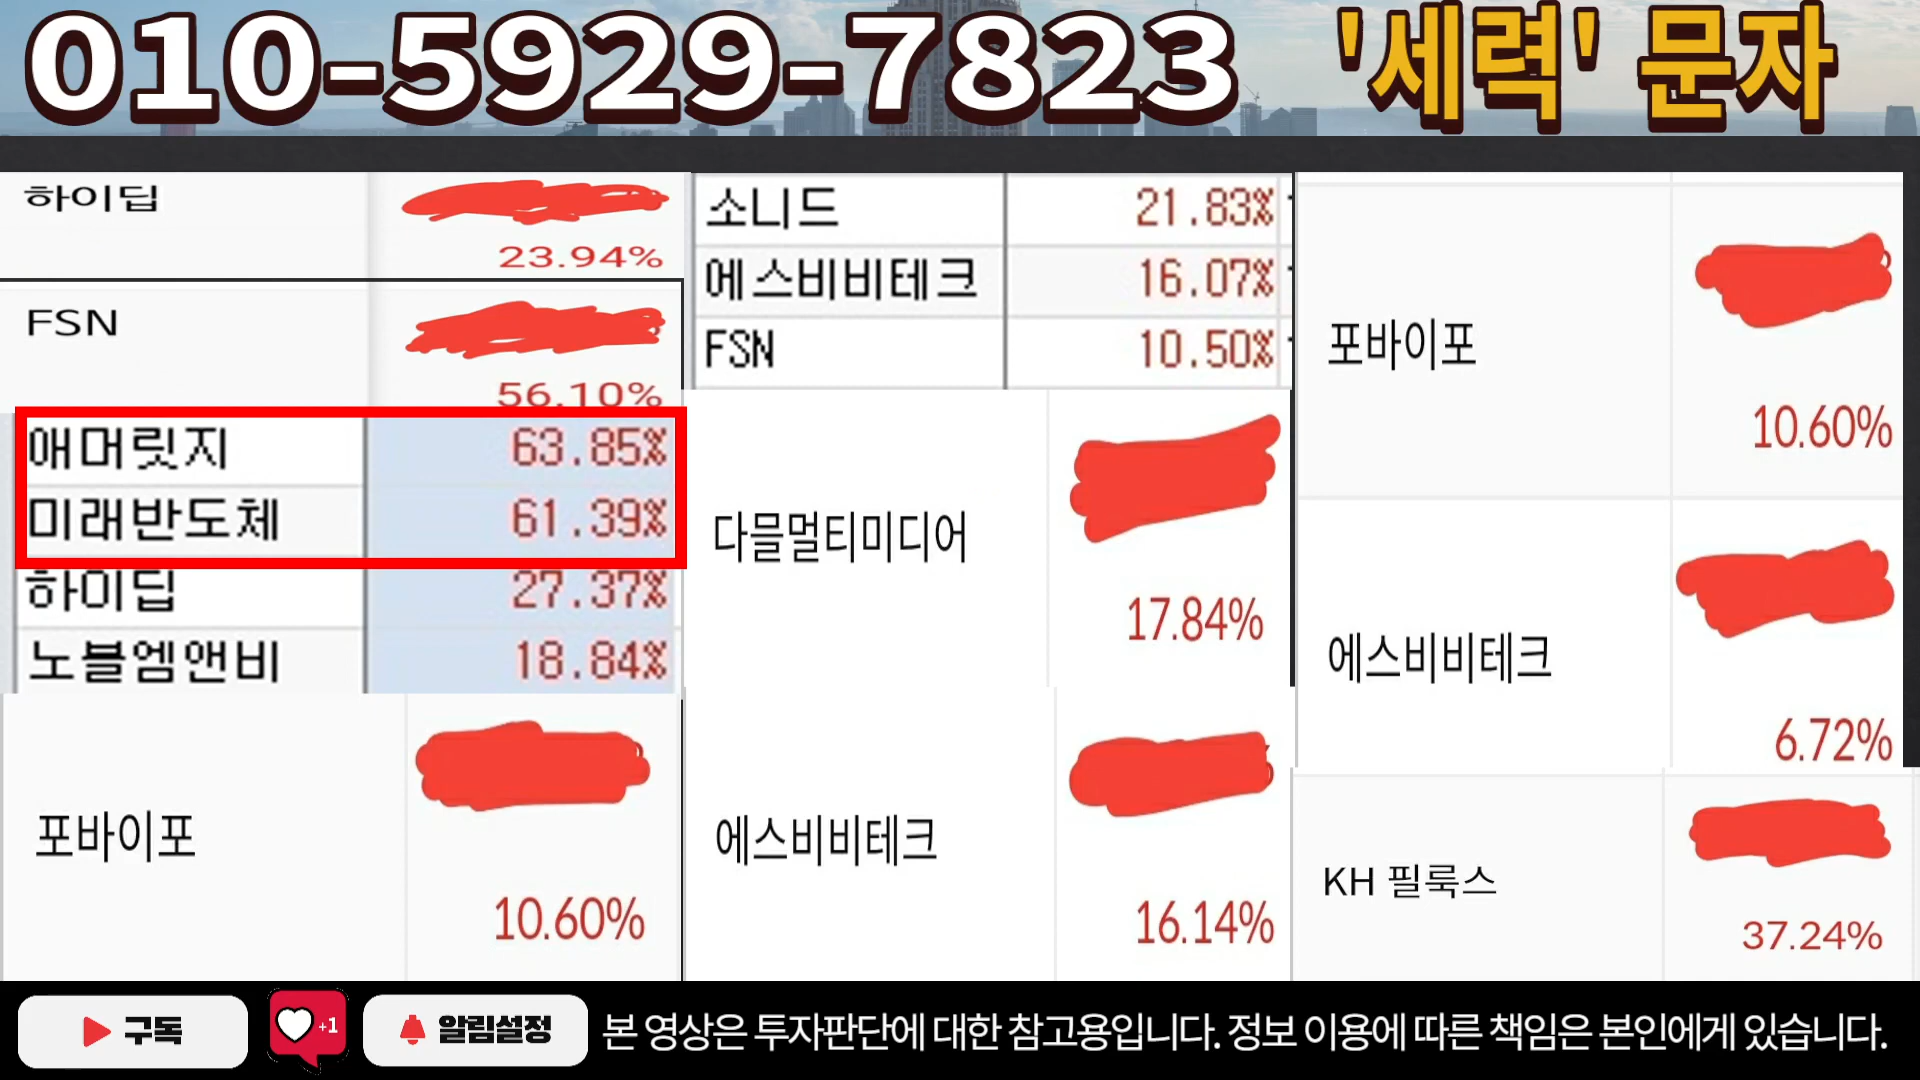 010-5929-7823 '세력' 문자
하이딥
23.94%
FSN
56.10%
애머릿지 63.85%
미래반도체 61.39%
하이딥 27.37%
노블엠앤비 18.84%
포바이포
10.60%
소니드 21.83%
에스비비테크 16.07%
FSN 10.50%
다믈멀티미디어
17.84%
에스비비테크
16.14%
포바이포
10.60%
에스비비테크
6.72%
KH 필룩스
37.24%
구독 +1 알림설정 본 영상은 투자판단에 대한 참고용입니다. 정보 이용에 따른 책임은 본인에게 있습니다.